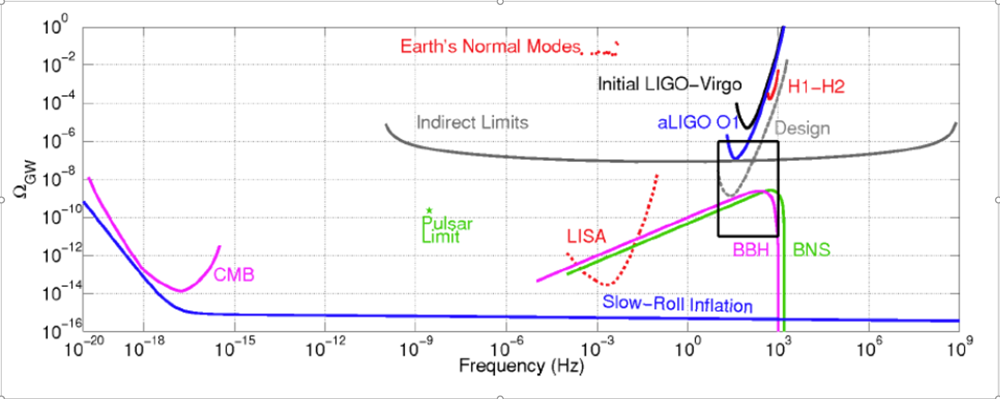 10^0
10^-2
10^-4
10^-6
10^-8
10^-10
10^-12
10^-14
10^-16
Ω_GW
Earth's Normal Modes
Initial LIGO-Virgo
H1-H2
Indirect Limits
aLIGO O1
Design
Pulsar
Limit
LISA
BBH
BNS
CMB
Slow-Roll Inflation
10^-20
10^-18
10^-15
10^-12
10^-9
10^-6
10^-3
10^0
10^3
10^6
10^9
Frequency (Hz)